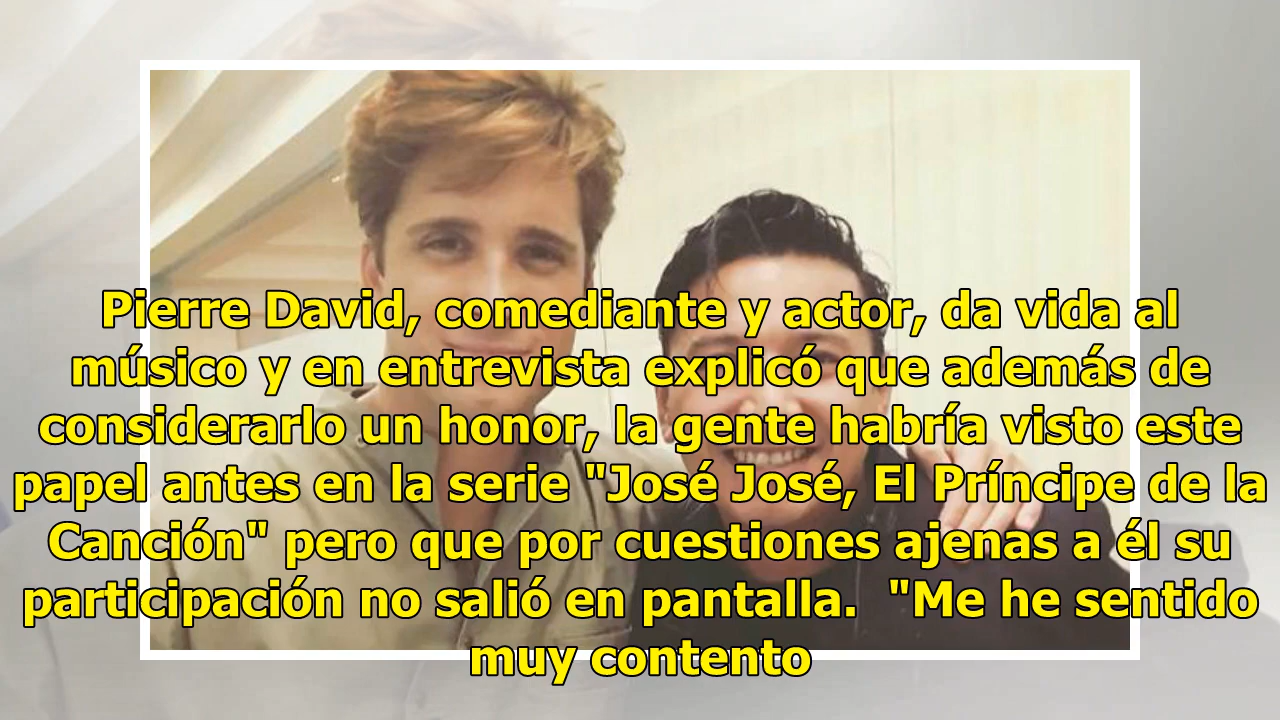 Pierre David, comediante y actor, da vida al
músico y en entrevista explicó que además de
considerarlo un honor, la gente habría visto este
papel antes en la serie "José José, El Príncipe de la
Canción" pero que por cuestiones ajenas a él su
participación no salió en pantalla.  "Me he sentido
muy contento